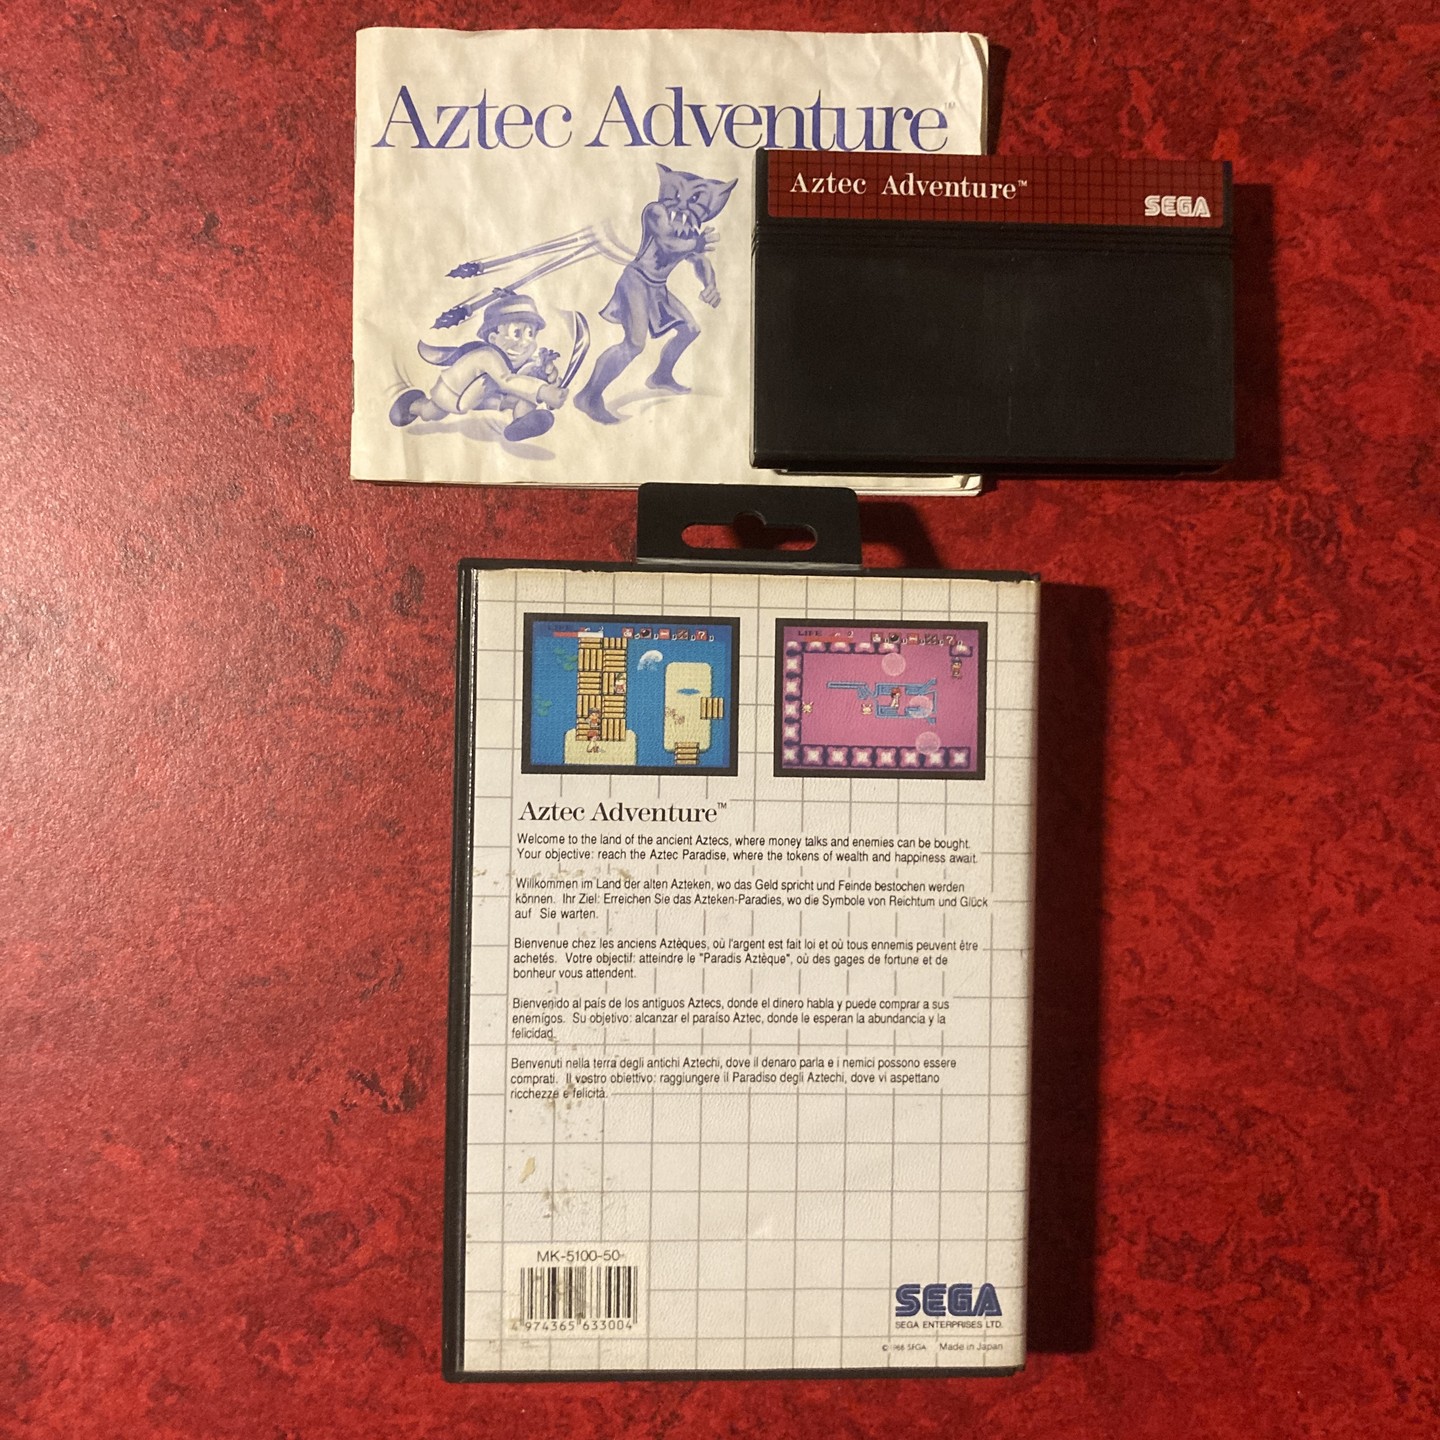 Aztec Adventure™
Aztec Adventure™
SEGA
LIFE
LIFE
Aztec Adventure™
Welcome to the land of the ancient Aztecs, where money talks and enemies can be bought.
Your objective: reach the Aztec Paradise, where the tokens of wealth and happiness await.
Willkommen im Land der alten Azteken, wo das Geld spricht und Feinde bestochen werden
können. Ihr Ziel: Erreichen Sie das Azteken-Paradies, wo die Symbole von Reichtum und Glück
auf Sie warten.
Bienvenue chez les anciens Aztèques, où l'argent est fait loi et où tous ennemis peuvent être
achetés. Votre objectif: atteindre le "Paradis Aztèque", où des gages de fortune et de
bonheur vous attendent.
Bienvenido al país de los antiguos Aztecs, donde el dinero habla y puede comprar a sus
enemigos. Su objetivo: alcanzar el paraíso Aztec, donde le esperan la abundancia y la
felicidad.
Benvenuti nella terra degli antichi Aztechi, dove il denaro parla e i nemici possono essere
comprati. Il vostro obiettivo: raggiungere il Paradiso degli Aztechi, dove vi aspettano
ricchezze e felicità.
MK-5100-50
4 974365 633004
SEGA
SEGA ENTERPRISES LTD.
SEGA Made in Japan